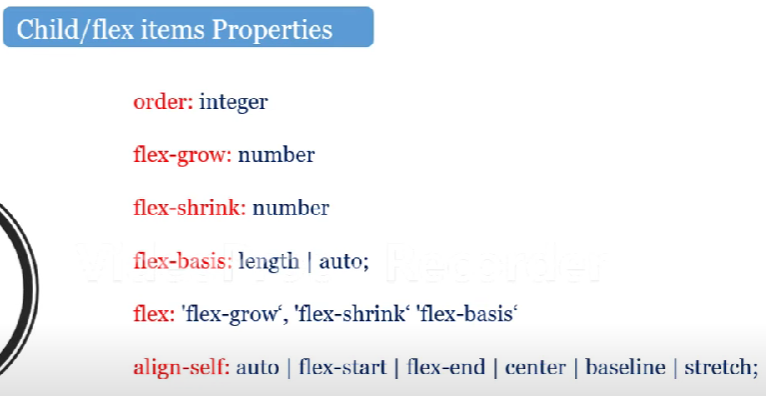 Child/flex items Properties
order: integer
flex-grow: number
flex-shrink: number
flex-basis: length | auto;
flex: 'flex-grow‘, 'flex-shrink‘ 'flex-basis‘
align-self: auto | flex-start | flex-end | center | baseline | stretch;